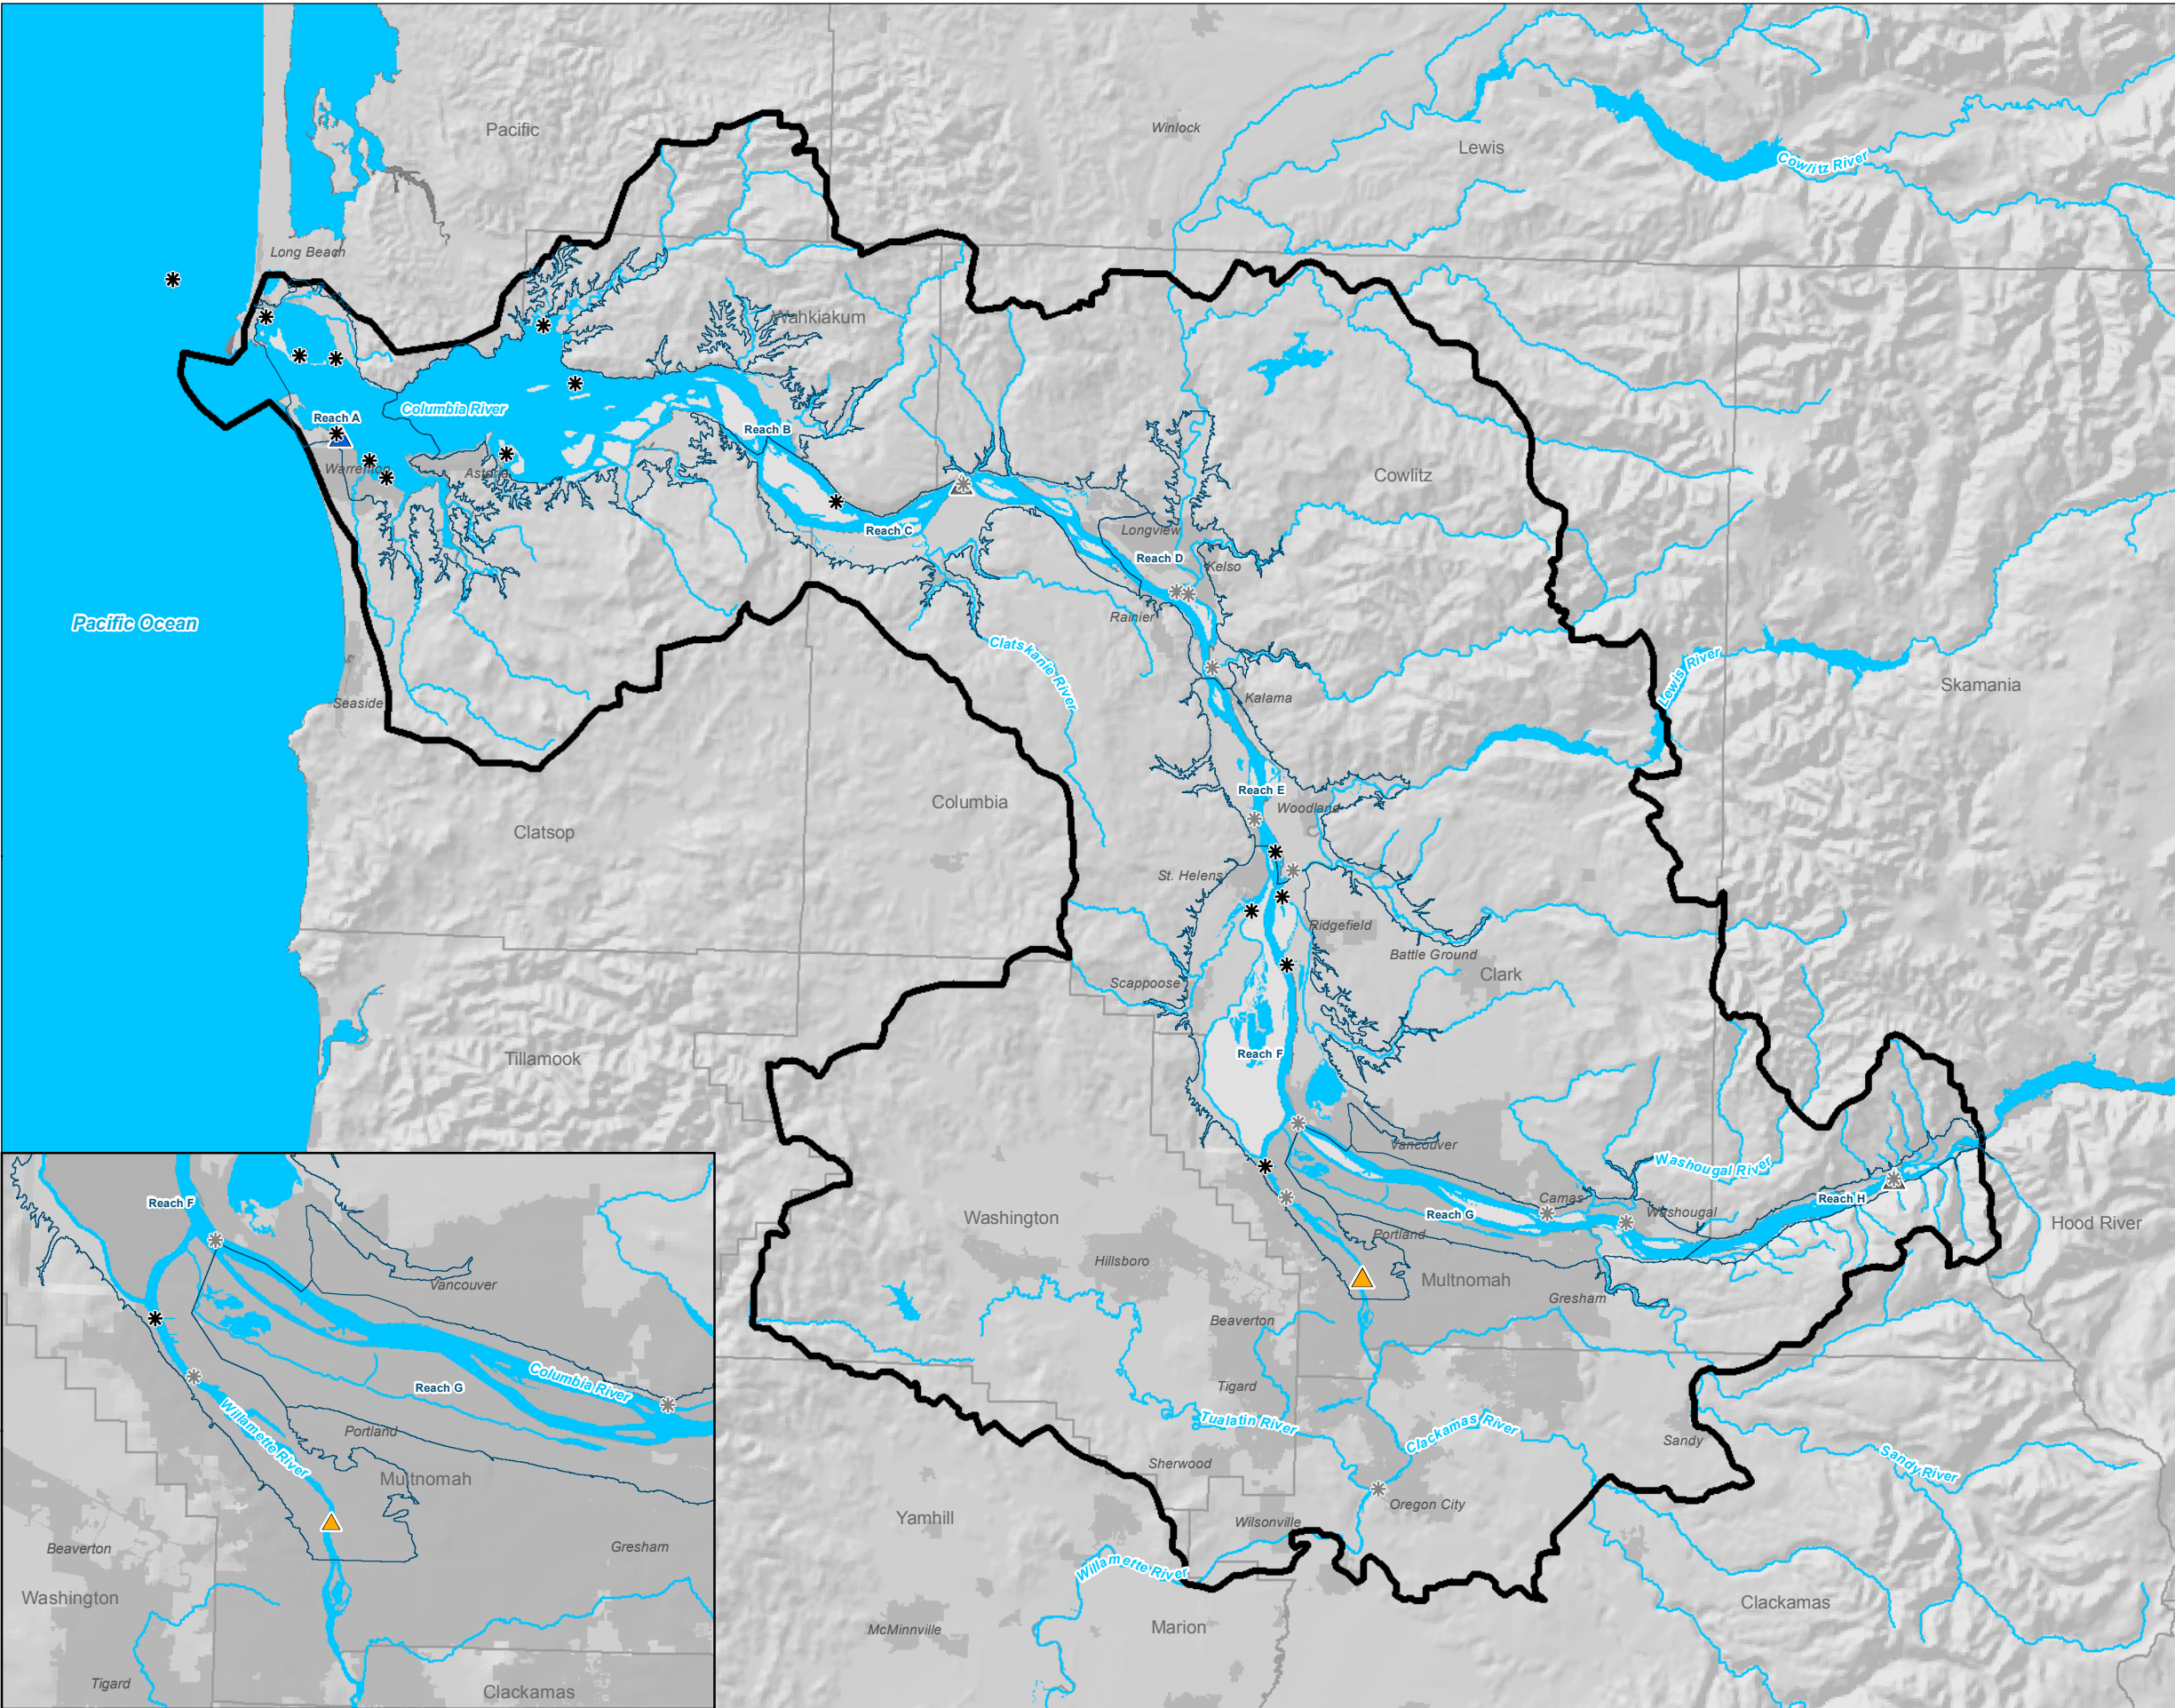 Pacific
Winlock
Lewis
Cowlitz River
Long Beach
Wahkiakum
Columbia River
Reach A
Reach B
Warrenton
Astoria
Cowlitz
Reach C
Longview
Reach D
Kelso
Pacific Ocean
Rainier
Clatskanie River
Lewis River
Skamania
Seaside
Kalama
Reach E
Woodland
Columbia
Clatsop
St. Helens
Ridgefield
Battle Ground
Clark
Scappoose
Reach F
Tillamook
Vancouver
Washougal River
Camas
Reach H
Washougal
Reach G
Washington
Portland
Hood River
Hillsboro
Multnomah
Gresham
Beaverton
Tigard
Tualatin River
Clackamas River
Sandy
Sandy River
Sherwood
Oregon City
Yamhill
Wilsonville
Willamette River
McMinnville
Marion
Clackamas
Reach F
Vancouver
Columbia River
Reach G
Willamette River
Portland
Multnomah
Beaverton
Gresham
Washington
Tigard
Clackamas